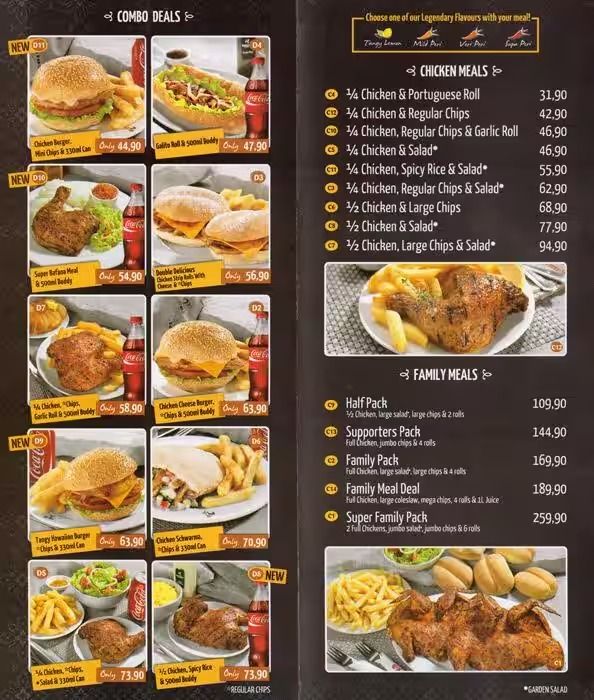 COMBO DEALS
NEW D11
Chicken Burger,
Mini Chips & 330ml Can
Only 44,90
D4
Galito Roll & 500ml Buddy
Only 47,90
NEW D10
Super Bafana Meal
& 500ml Buddy
Only 54,90
D3
Double Delicious
Chicken Strip Rolls With
Cheese & *Chips
Only 56,90
D7
¼ Chicken, *Chips,
Garlic Roll & 500ml Buddy
Only 58,90
D2
Chicken Cheese Burger,
*Chips & 500ml Buddy
Only 63,90
NEW D9
Tangy Hawaiian Burger
*Chips & 330ml Can
Only 63,90
D6
Chicken Schwarma,
*Chips & 330ml Can
Only 70,90
D5
¼ Chicken, *Chips,
*Salad & 330ml Can
Only 73,90
D8 NEW
½ Chicken, Spicy Rice
& 500ml Buddy
Only 73,90
*REGULAR CHIPS
Choose one of our Legendary Flavours with your meal!
Tangy Lemon Mild Peri Veri Peri Supa Peri
CHICKEN MEALS
C4 ¼ Chicken & Portuguese Roll 31,90
C12 ¼ Chicken & Regular Chips 42,90
C10 ¼ Chicken, Regular Chips & Garlic Roll 46,90
C5 ¼ Chicken & Salad* 46,90
C11 ¼ Chicken, Spicy Rice & Salad* 55,90
C3 ¼ Chicken, Regular Chips & Salad* 62,90
C6 ½ Chicken & Large Chips 68,90
C8 ½ Chicken & Salad* 77,90
C7 ½ Chicken, Large Chips & Salad* 94,90
C12
FAMILY MEALS
C9 Half Pack 109,90
½ Chicken, large salad*, large chips & 2 rolls
C13 Supporters Pack 144,90
Full Chicken, jumbo chips & 4 rolls
C2 Family Pack 169,90
Full Chicken, large salad*, large chips & 4 rolls
C14 Family Meal Deal 189,90
Full Chicken, large coleslaw, mega chips, 4 rolls & 1L Juice
C1 Super Family Pack 259,90
2 Full Chickens, jumbo salad*, jumbo chips & 6 rolls
C1
*GARDEN SALAD